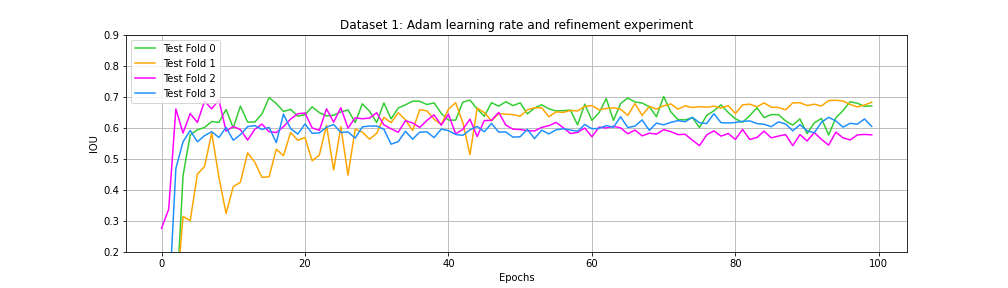 Dataset 1: Adam learning rate and refinement experiment
0.9
0.8
0.7
0.6
0.5
0.4
0.3
0.2
IOU
Test Fold 0
Test Fold 1
Test Fold 2
Test Fold 3
0 20 40 60 80 100
Epochs